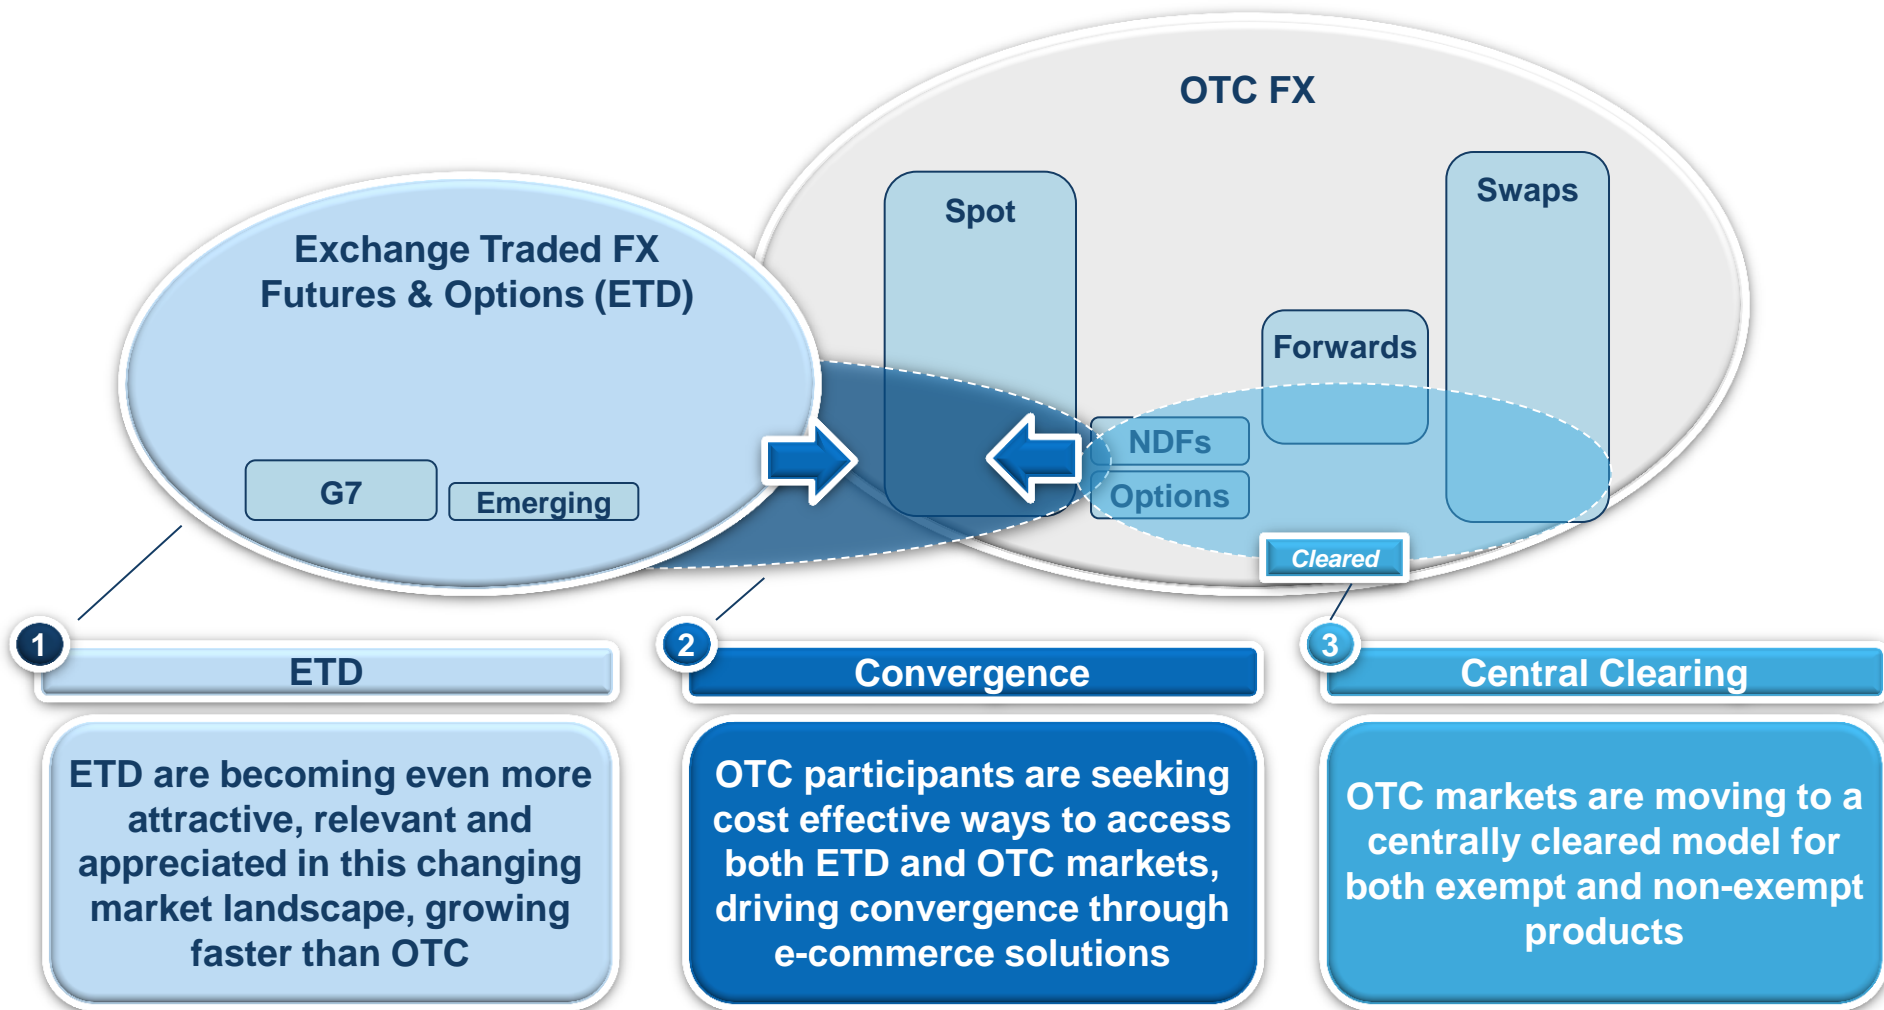 OTC FX
Swaps
Spot
Exchange Traded FX
Futures & Options (ETD)
Forwards
NDFs
G7
Emerging
Options
Cleared
1
ETD
ETD are becoming even more
attractive, relevant and
appreciated in this changing
market landscape, growing
faster than OTC
2
Convergence
OTC participants are seeking
cost effective ways to access
both ETD and OTC markets,
driving convergence through
e-commerce solutions
3
Central Clearing
OTC markets are moving to a
centrally cleared model for
both exempt and non-exempt
products